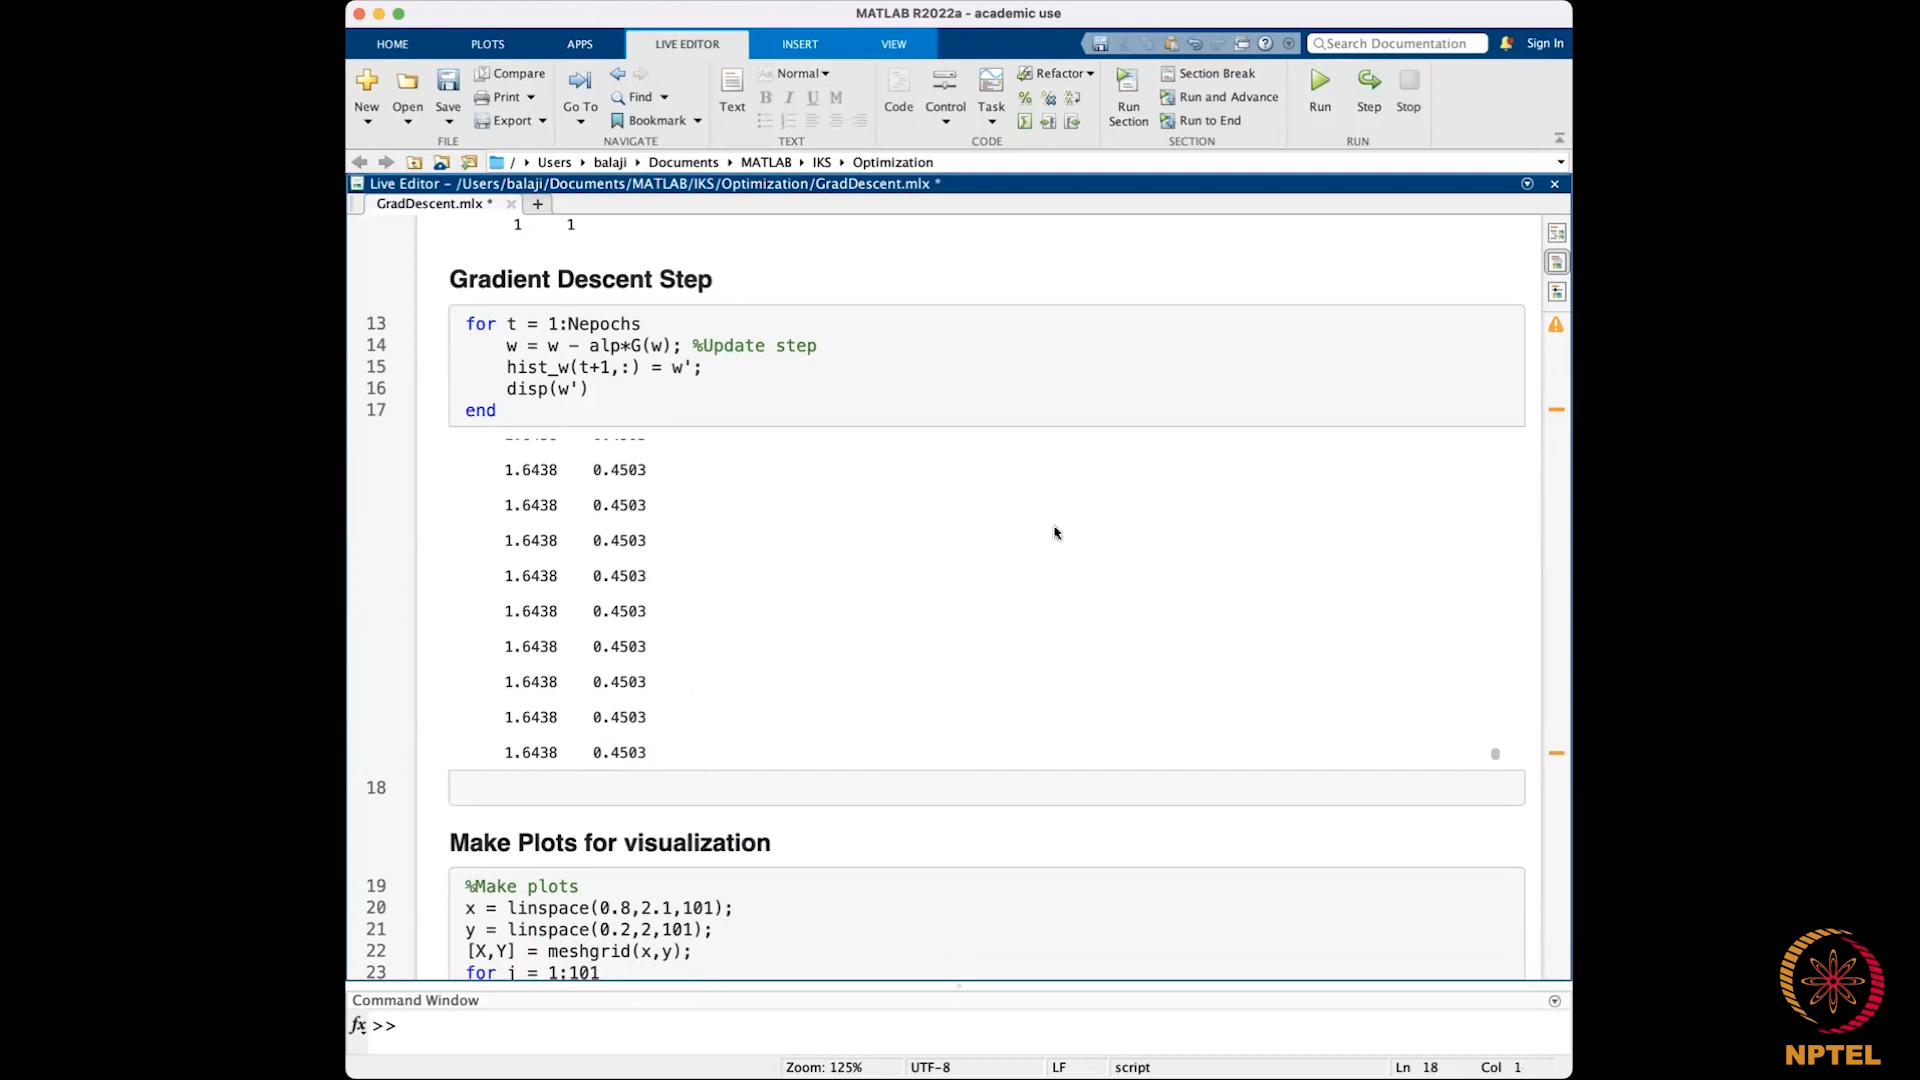 MATLAB R2022a - academic use
HOME PLOTS APPS LIVE EDITOR INSERT VIEW Search Documentation Sign In
New Open Save Compare Print Export FILE
Go To Find Bookmark NAVIGATE
Text Normal B I U M TEXT
Code Control Task Refactor CODE
Run Section Section Break Run and Advance Run to End SECTION
Run Step Stop RUN
/ Users balaji Documents MATLAB IKS Optimization
Live Editor - /Users/balaji/Documents/MATLAB/IKS/Optimization/GradDescent.mlx *
GradDescent.mlx * × +
1 1
Gradient Descent Step
13 for t = 1:Nepochs
14 w = w - alp*G(w); %Update step
15 hist_w(t+1,:) = w';
16 disp(w')
17 end
1.6438 0.4503
1.6438 0.4503
1.6438 0.4503
1.6438 0.4503
1.6438 0.4503
1.6438 0.4503
1.6438 0.4503
1.6438 0.4503
1.6438 0.4503
18
Make Plots for visualization
19 %Make plots
20 x = linspace(0.8,2.1,101);
21 y = linspace(0.2,2,101);
22 [X,Y] = meshgrid(x,y);
23 for j = 1:101
Command Window
fx >>
Zoom: 125% UTF-8 LF script Ln 18 Col 1
NPTEL